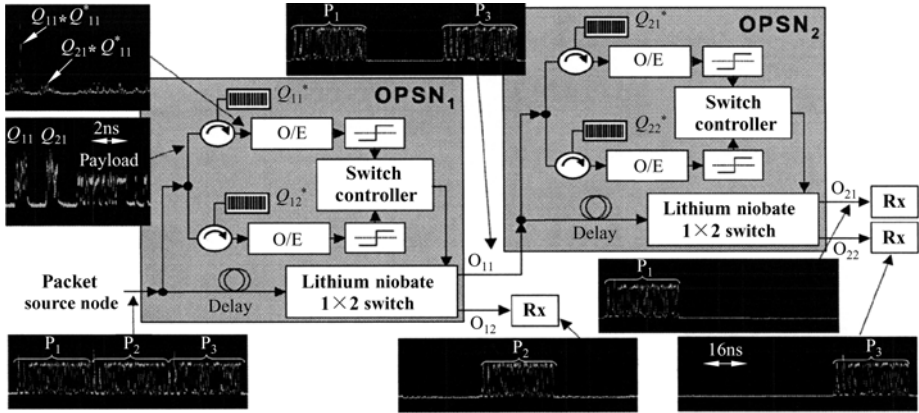 Q11*Q*11
Q21*Q*11
Q11 Q21 2ns
Payload
Packet
source node
P1 P2 P3
OPSN1
Q11*
O/E
Switch
controller
Q12*
O/E
Delay
Lithium niobate
1×2 switch
O11
O12
Rx
P1 P3
P2
OPSN2
Q21*
O/E
Switch
controller
Q22*
O/E
Delay
Lithium niobate
1×2 switch
O21
Rx
O22
Rx
P1
16ns P3